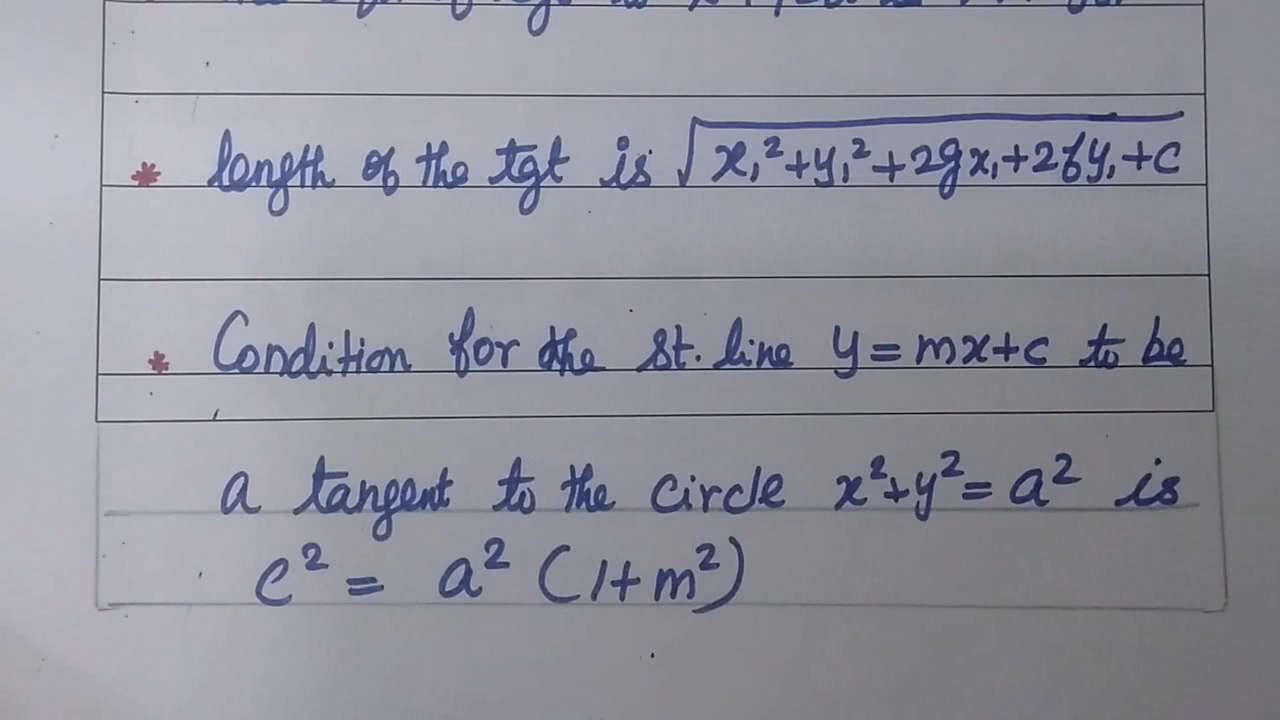 * length of the tgt is √x₁²+y₁²+2gx₁+2fy₁+c
* Condition for the st. line y=mx+c to be
a tangent to the circle x²+y²=a² is
c² = a² (1+m²)